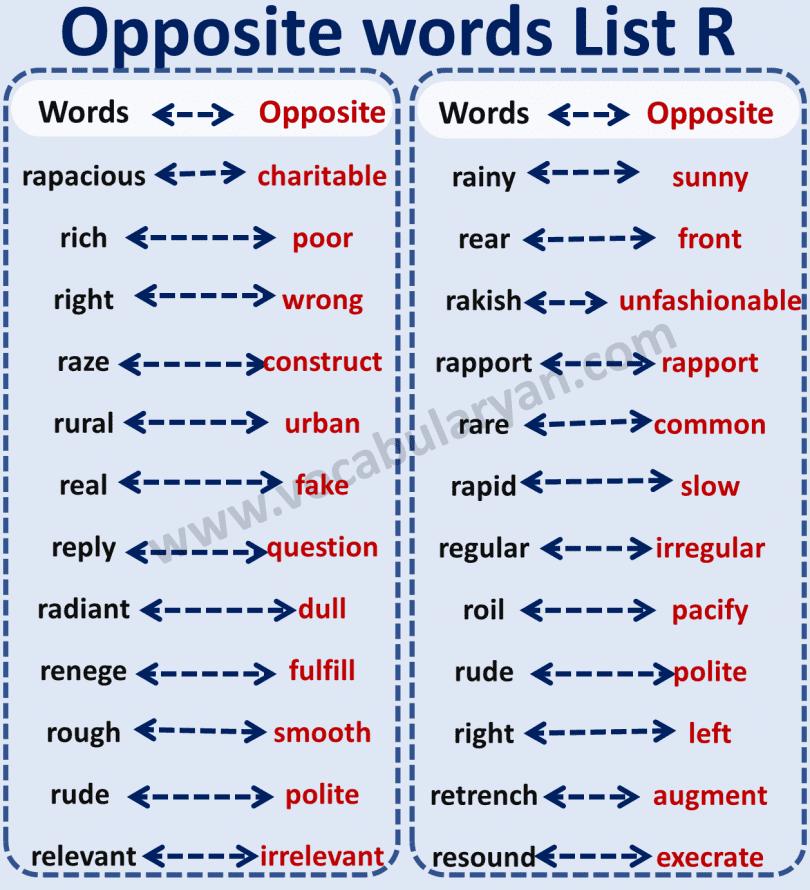 Opposite words List R
Words Opposite
rapacious charitable
rich poor
right wrong
raze construct
rural urban
real fake
reply question
radiant dull
renege fulfill
rough smooth
rude polite
relevant irrelevant
Words Opposite
rainy sunny
rear front
rakish unfashionable
rapport rapport
rare common
rapid slow
regular irregular
roil pacify
rude polite
right left
retrench augment
resound execrate
www.vocabularyan.com